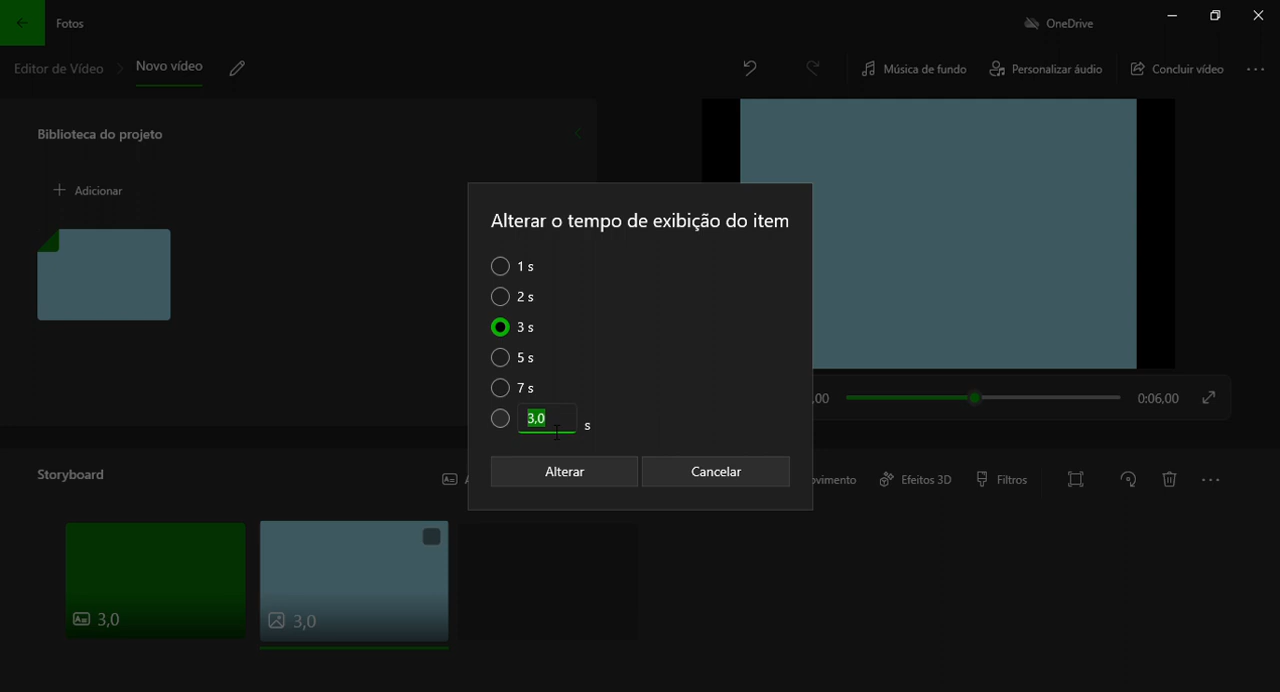 Fotos
OneDrive
Editor de Vídeo
Novo vídeo
Música de fundo
Personalizar áudio
Concluir vídeo
Biblioteca do projeto
Adicionar
Alterar o tempo de exibição do item
1 s
2 s
3 s
5 s
7 s
3,0 s
Alterar
Cancelar
,00
0:06,00
Storyboard
A
ovimento
Efeitos 3D
Filtros
3,0
3,0